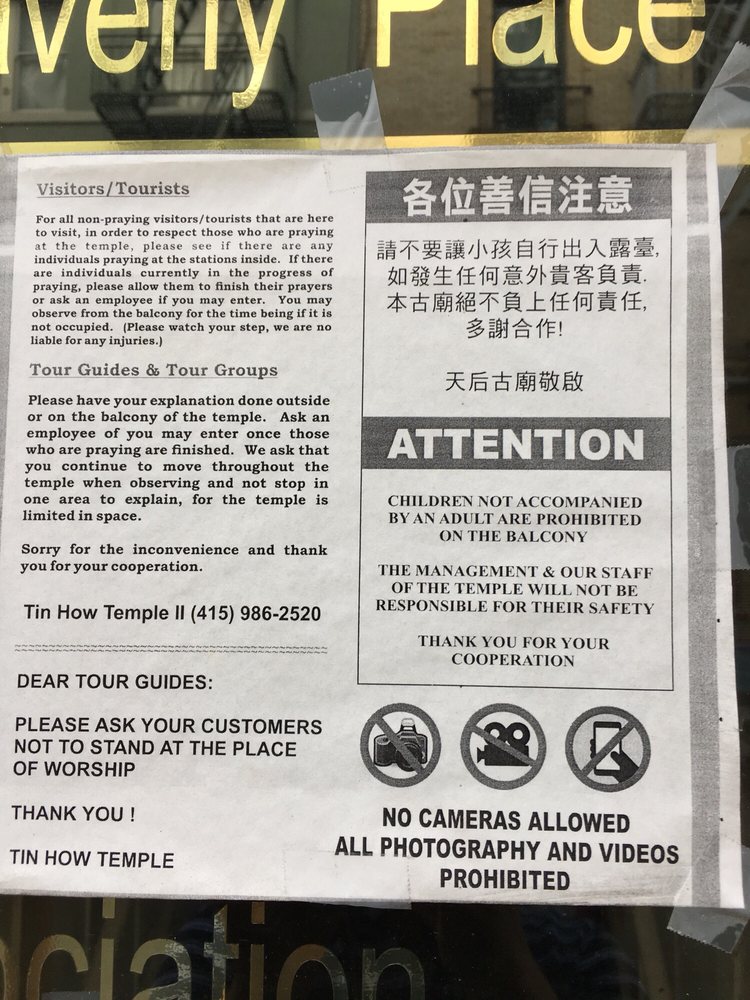 Place
Visitors/Tourists
For all non-praying visitors/tourists that are here
to visit, in order to respect those who are praying
at the temple, please see if there are any
individuals praying at the stations inside. If there
are individuals currently in the progress of
praying, please allow them to finish their prayers
or ask an employee if you may enter. You may
observe from the balcony for the time being if it is
not occupied. (Please watch your step, we are no
liable for any injuries.)
Tour Guides & Tour Groups
Please have your explanation done outside
or on the balcony of the temple. Ask an
employee of you may enter once those
who are praying are finished. We ask that
you continue to move throughout the
temple when observing and not stop in
one area to explain, for the temple is
limited in space.
Sorry for the inconvenience and thank
you for your cooperation.
Tin How Temple II (415) 986-2520
DEAR TOUR GUIDES:
PLEASE ASK YOUR CUSTOMERS
NOT TO STAND AT THE PLACE
OF WORSHIP
THANK YOU !
TIN HOW TEMPLE
各位善信注意
請不要讓小孩自行出入露臺,
如發生任何意外貴客負責.
本古廟絕不負上任何責任,
多謝合作!
天后古廟敬啟
ATTENTION
CHILDREN NOT ACCOMPANIED
BY AN ADULT ARE PROHIBITED
ON THE BALCONY
THE MANAGEMENT & OUR STAFF
OF THE TEMPLE WILL NOT BE
RESPONSIBLE FOR THEIR SAFETY
THANK YOU FOR YOUR
COOPERATION
NO CAMERAS ALLOWED
ALL PHOTOGRAPHY AND VIDEOS
PROHIBITED